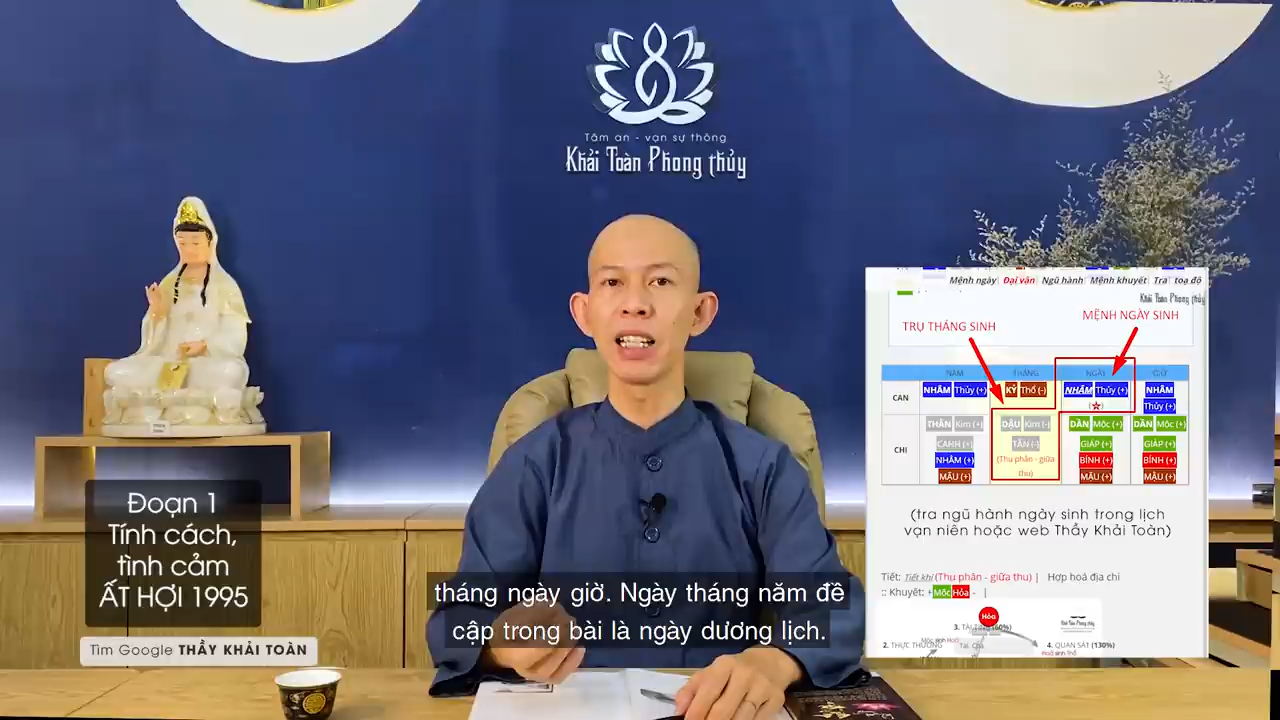 Tâm an - vạn sự thông
Khải Toàn Phong thủy
Mệnh ngày Đại vận Ngũ hành Mệnh khuyết Tra toạ độ
Khải Toàn Phong thủy
MỆNH NGÀY SINH
TRỤ THÁNG SINH
NĂM THÁNG NGÀY GIỜ
CAN NHÂM Thủy (+) KỶ Thổ (-) NHÂM Thủy (+) NHÂM Thủy (+)
CHI THÂN Kim (+) DẬU Kim (-) DẦN Mộc (+) DẦN Mộc (+)
CANH (+) TÂN (-) GIÁP (+) GIÁP (+)
NHÂM (+) (Thu phân - giữa thu) BÍNH (+) BÍNH (+)
MẬU (+) MẬU (+) MẬU (+)
(tra ngũ hành ngày sinh trong lịch
vạn niên hoặc web Thầy Khải Toàn)
Tiết: Tiết khí (Thu phân - giữa thu) | Hợp hoá địa chi
:: Khuyết: + Mộc Hỏa - |
Hỏa
3. TÀI (60%)
Khải Toàn Phong thủy
2. THỰC THƯƠNG
4. QUAN SÁT (130%)
Đoạn 1
Tính cách,
tình cảm
ẤT HỢI 1995
Tìm Google THẦY KHẢI TOÀN
tháng ngày giờ. Ngày tháng năm đề
cập trong bài là ngày dương lịch.